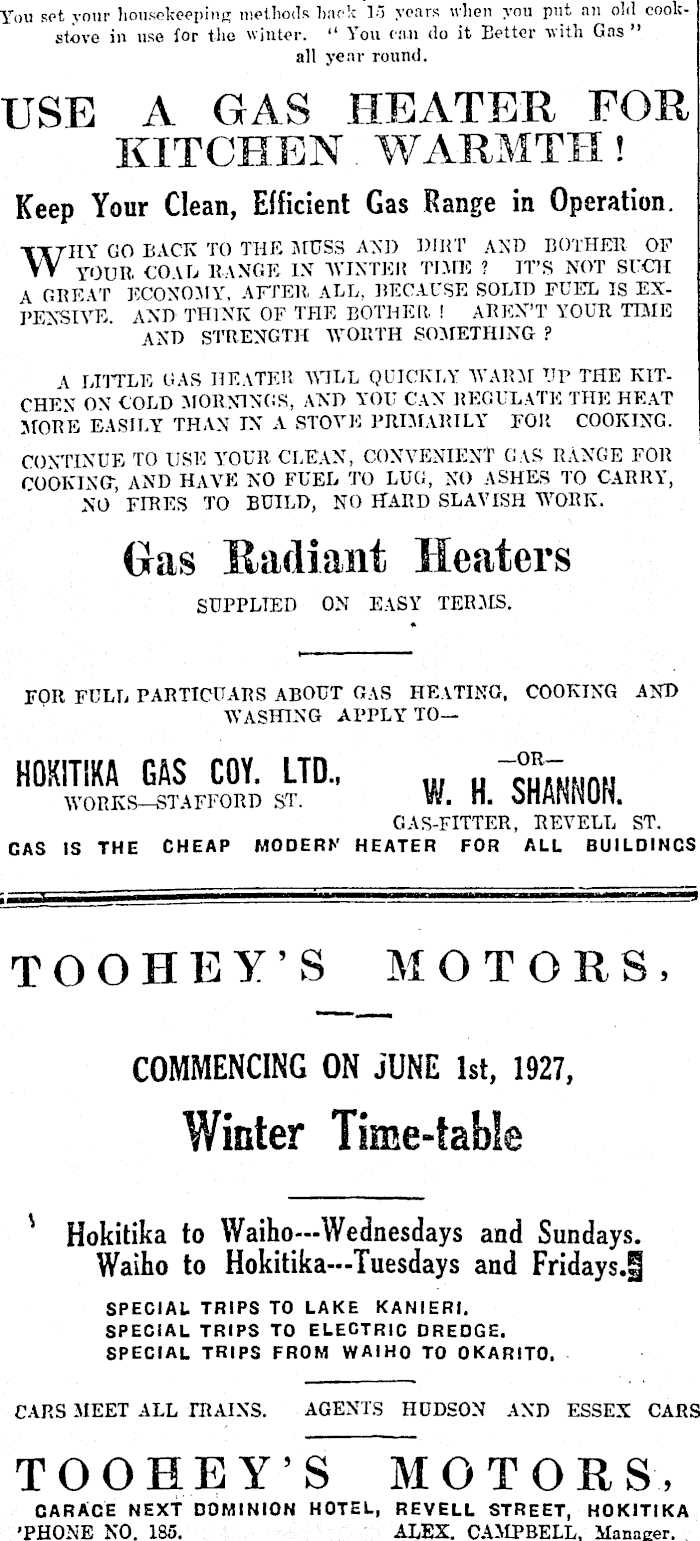 You set your housekeeping methods back 15 years when you put an old cook-
stove in use for the winter. " You can do it Better with Gas "
all year round.
USE A GAS HEATER FOR
KITCHEN WARMTH!
Keep Your Clean, Efficient Gas Range in Operation.
WHY GO BACK TO THE MUSS AND DIRT AND BOTHER OF
YOUR COAL RANGE IN WINTER TIME? IT'S NOT SUCH
A GREAT ECONOMY, AFTER ALL, BECAUSE SOLID FUEL IS EX-
PENSIVE. AND THINK OF THE BOTHER! AREN'T YOUR TIME
AND STRENGTH WORTH SOMETHING?
A LITTLE GAS HEATER WILL QUICKLY WARM UP THE KIT-
CHEN ON COLD MORNINGS, AND YOU CAN REGULATE THE HEAT
MORE EASILY THAN IN A STOVE PRIMARILY FOR COOKING.
CONTINUE TO USE YOUR CLEAN, CONVENIENT GAS RANGE FOR
COOKING, AND HAVE NO FUEL TO LUG, NO ASHES TO CARRY,
NO FIRES TO BUILD, NO HARD SLAVISH WORK.
Gas Radiant Heaters
SUPPLIED ON EASY TERMS.
FOR FULL PARTICUARS ABOUT GAS HEATING, COOKING AND
WASHING APPLY TO—
HOKITIKA GAS COY. LTD.,
WORKS—STAFFORD ST.
—OR—
W. H. SHANNON.
GAS-FITTER, REVELL ST.
GAS IS THE CHEAP MODERN HEATER FOR ALL BUILDINGS
TOOHEY'S MOTORS,
COMMENCING ON JUNE 1st, 1927,
Winter Time-table
Hokitika to Waiho---Wednesdays and Sundays.
Waiho to Hokitika---Tuesdays and Fridays.
SPECIAL TRIPS TO LAKE KANIERI.
SPECIAL TRIPS TO ELECTRIC DREDGE.
SPECIAL TRIPS FROM WAIHO TO OKARITO.
CARS MEET ALL TRAINS. AGENTS HUDSON AND ESSEX CARS
TOOHEY'S MOTORS,
GARAGE NEXT DOMINION HOTEL, REVELL STREET, HOKITIKA
'PHONE NO. 185. ALEX. CAMPBELL, Manager.